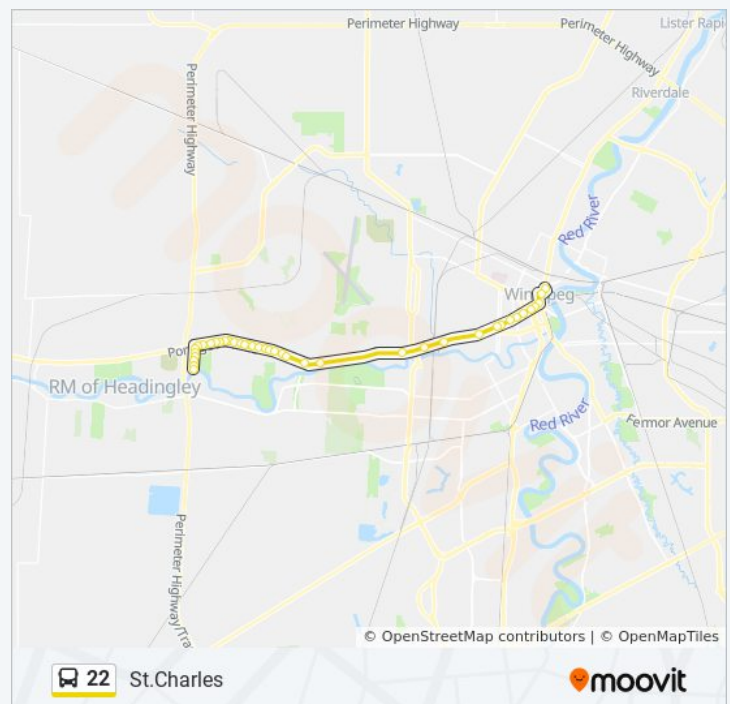 Perimeter Highway
Perimeter Highway
Lister Rapi
Riverdale
Perimeter Highway
Red River
Winnipeg
RM of Headingley
Red River
Fermor Avenue
Perimeter Highway/Tra
© OpenStreetMap contributors | © OpenMapTiles
22 St.Charles
moovit